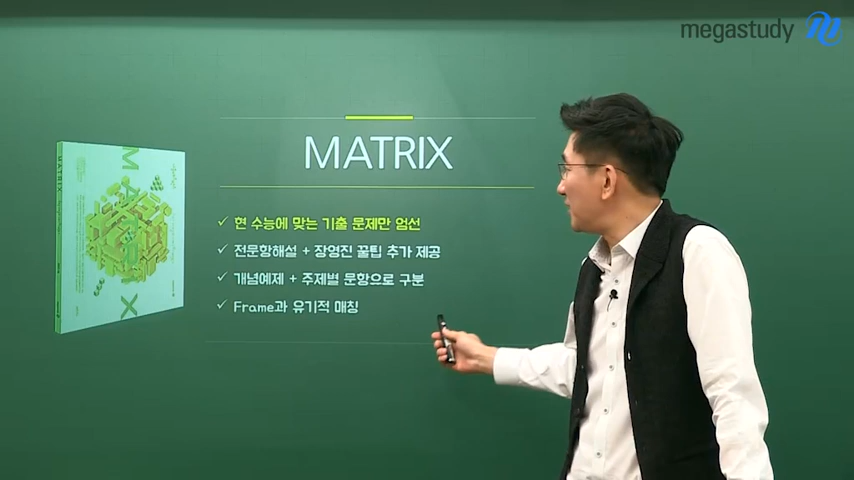 megastudy
MATRIX
✓ 현 수능에 맞는 기출 문제만 엄선
✓ 전문항해설 + 장영진 꿀팁 추가 제공
✓ 개념예제 + 주제별 문항으로 구분
✓ Frame과 유기적 매칭
MATRIX
MA
X